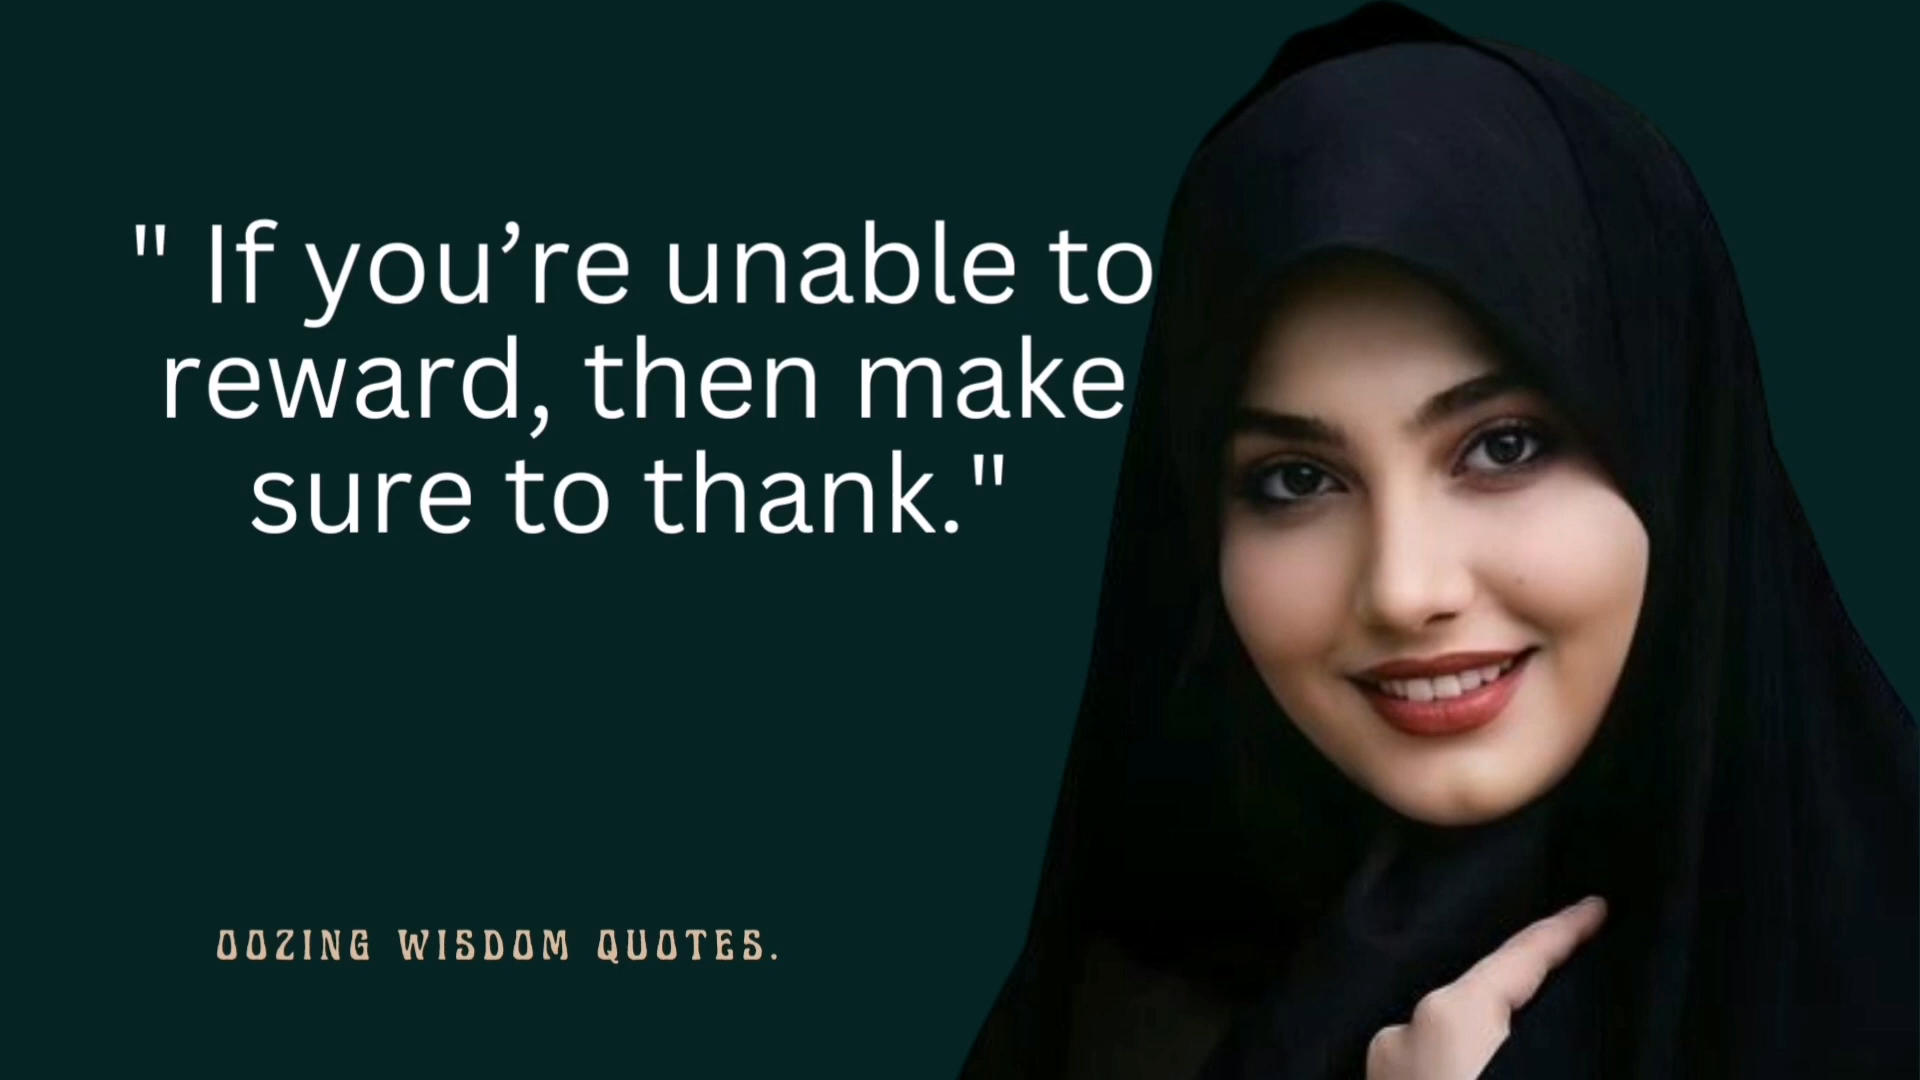 " If you’re unable to
reward, then make
sure to thank."
OOZING WISDOM QUOTES.